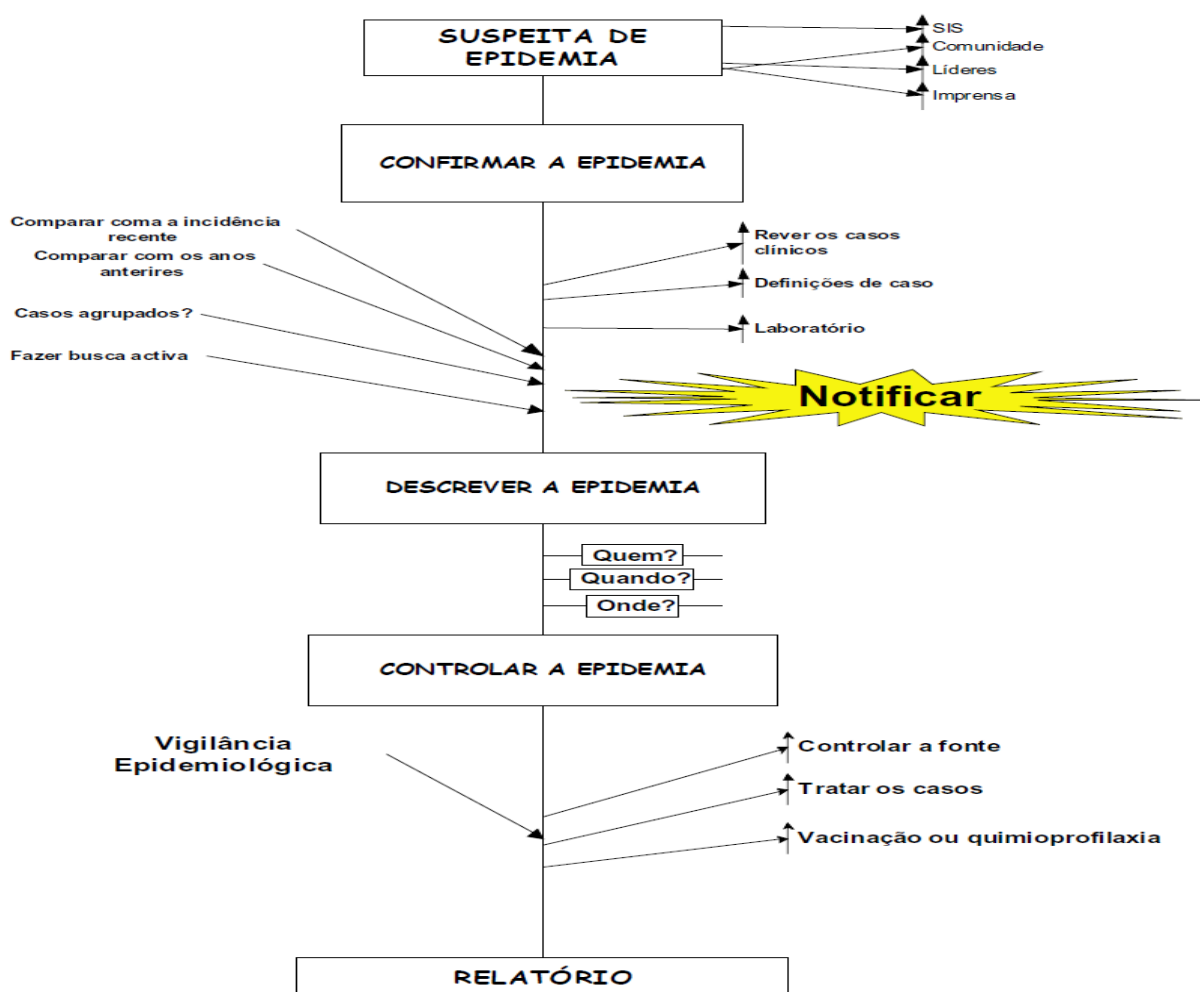 SUSPEITA DE
EPIDEMIA
SIS
Comunidade
Líderes
Imprensa
CONFIRMAR A EPIDEMIA
Comparar coma a incidência
recente
Comparar com os anos
anterires
Casos agrupados?
Fazer busca activa
Rever os casos
clínicos
Definições de caso
Laboratório
Notificar
DESCREVER A EPIDEMIA
Quem?
Quando?
Onde?
CONTROLAR A EPIDEMIA
Vigilância
Epidemiológica
Controlar a fonte
Tratar os casos
Vacinação ou quimioprofilaxia
RELATÓRIO